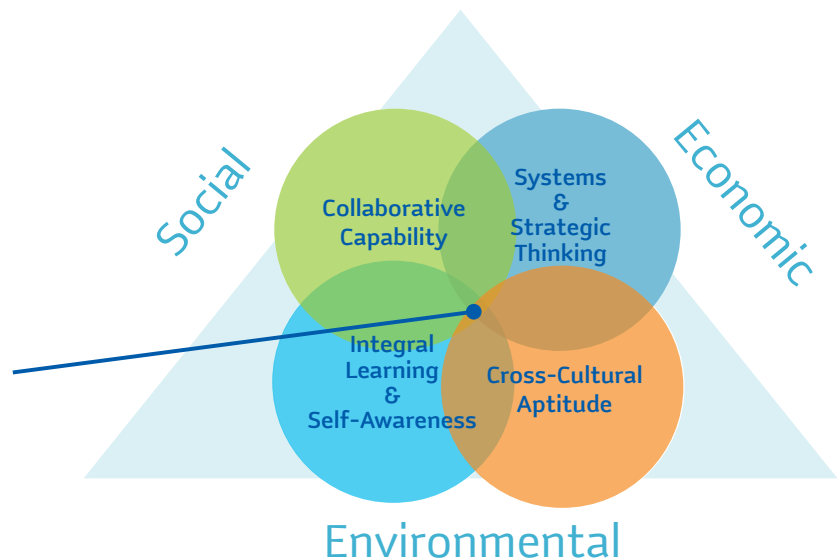 Social
Economic
Collaborative
Capability
Systems
&
Strategic
Thinking
Integral
Learning
&
Self-Awareness
Cross-Cultural
Aptitude
Environmental